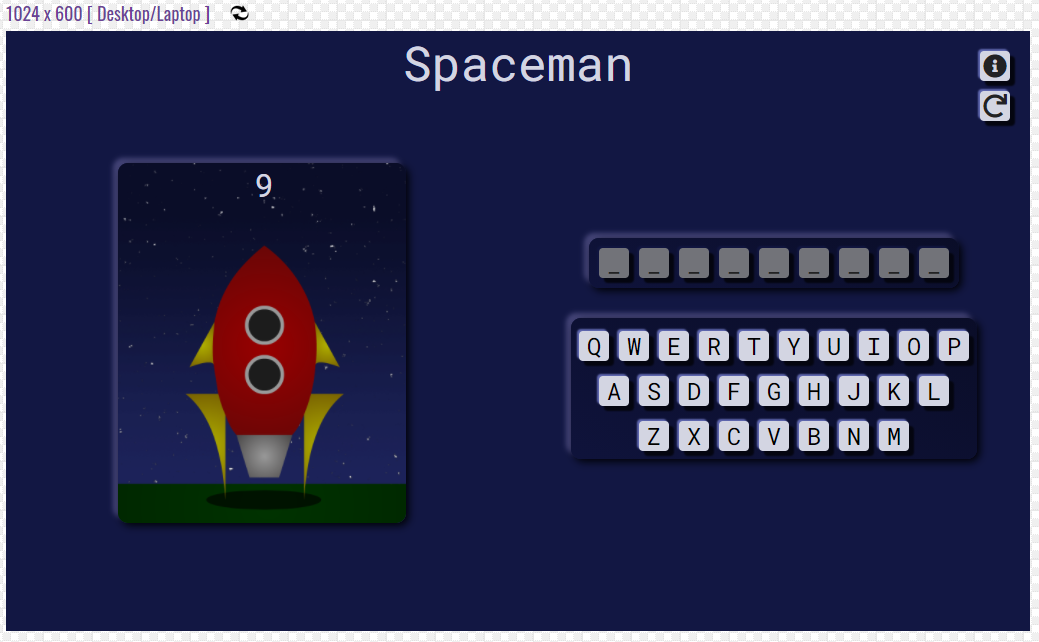 1024 x 600 [ Desktop/Laptop ]
Spaceman
9
_ _ _ _ _ _ _ _ _
Q W E R T Y U I O P
A S D F G H J K L
Z X C V B N M